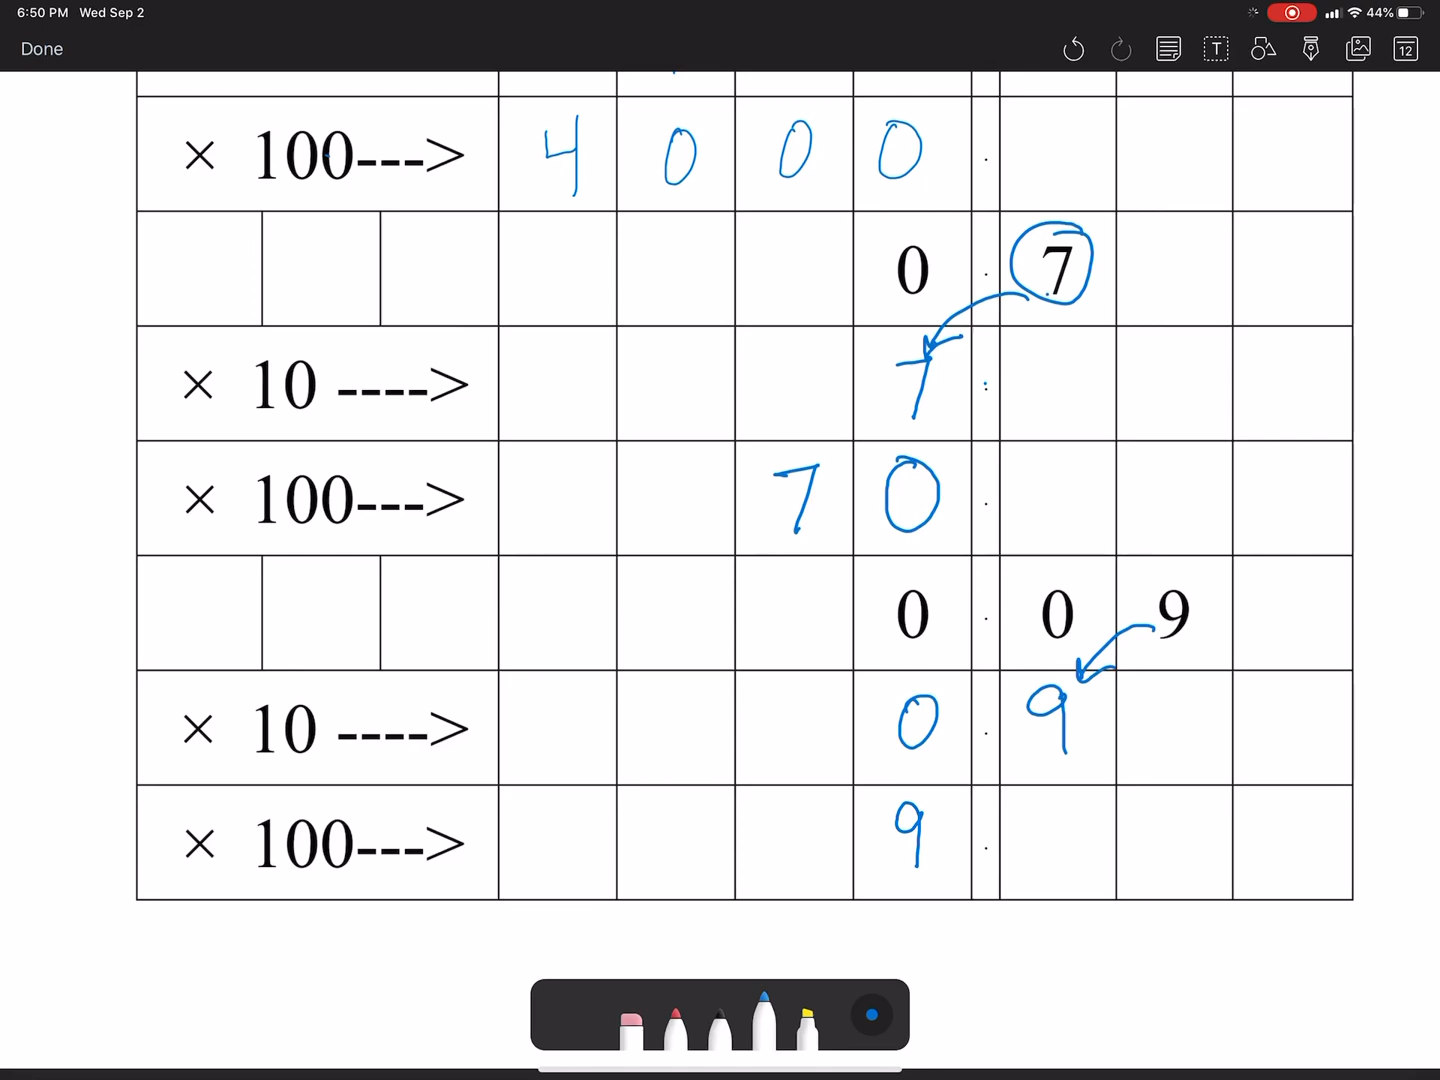 6:50 PM Wed Sep 2 44%
Done T 12
× 100---> 4 0 0 0 .
0 . 7
× 10 ----> 7 .
× 100---> 7 0 .
0 . 0 9
× 10 ----> 0 . 9
× 100---> 9 .